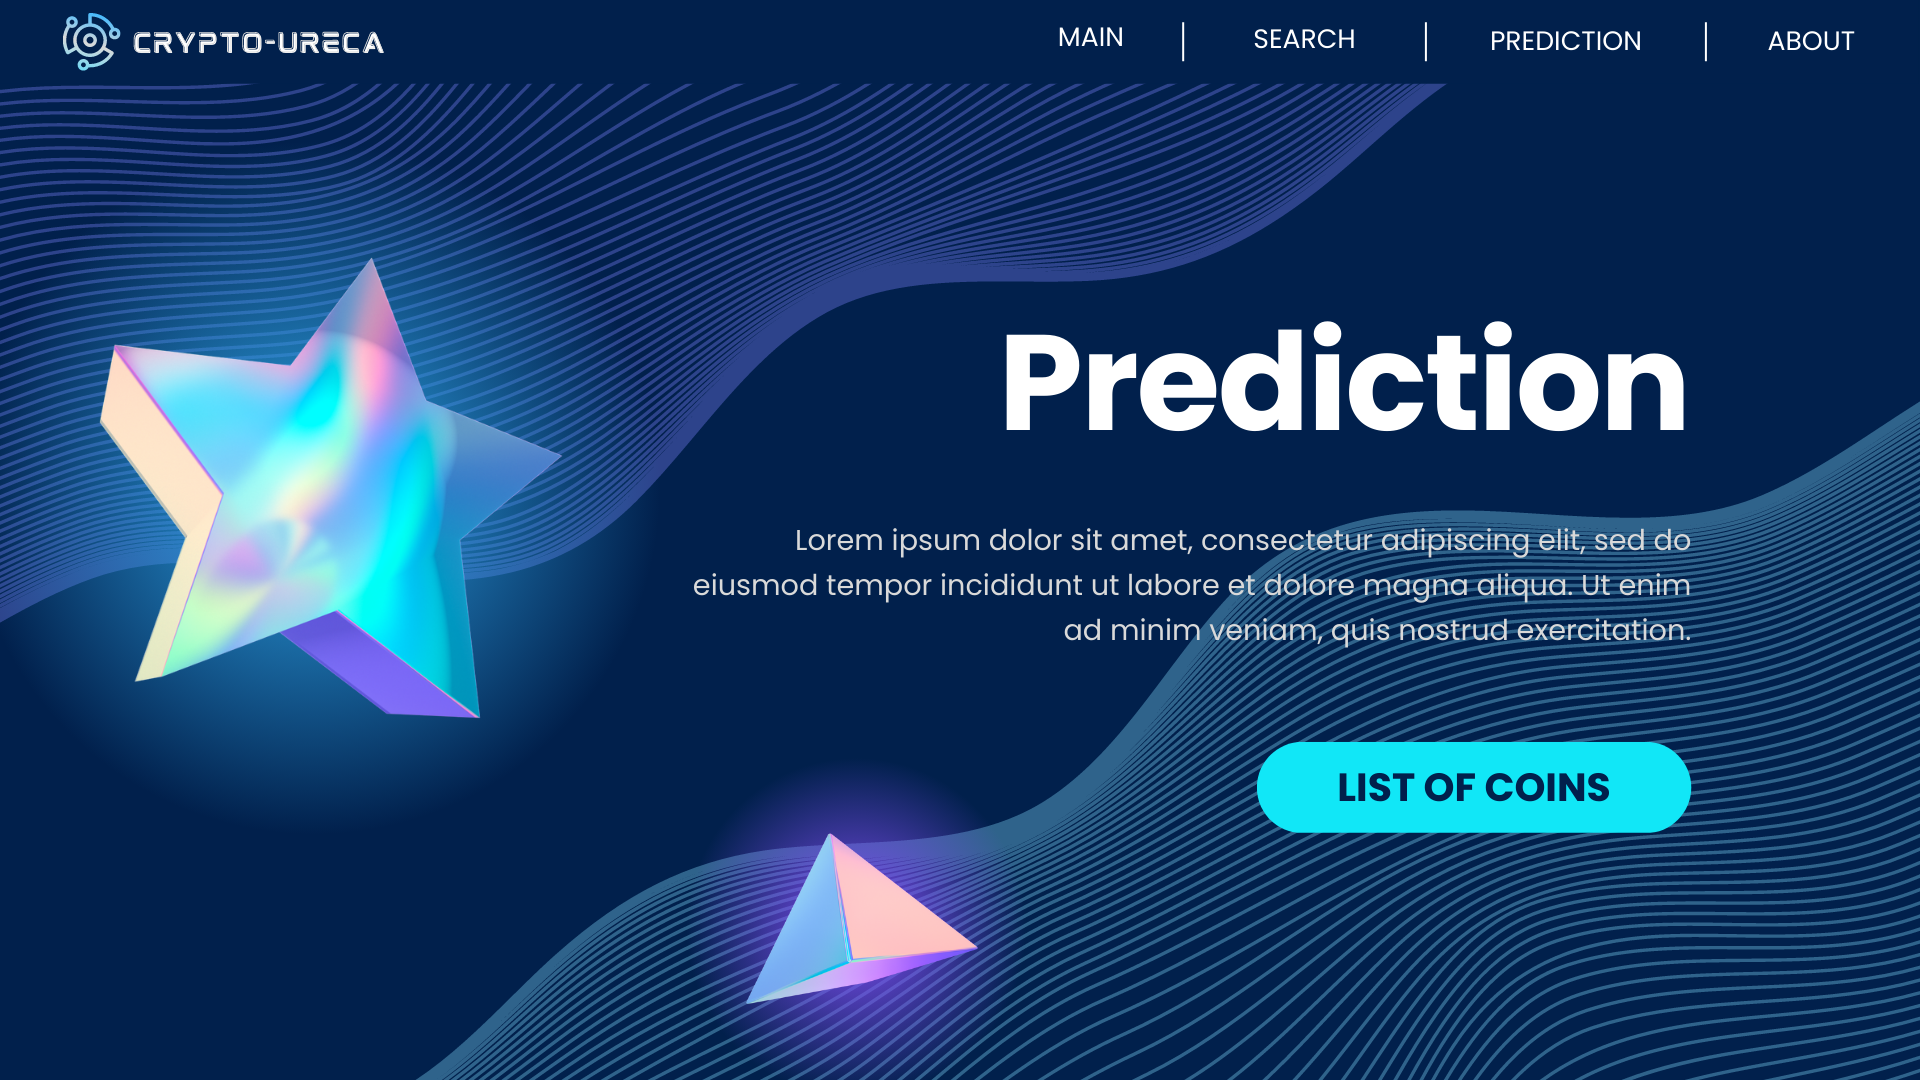 CRYPTO-URECA
MAIN
SEARCH
PREDICTION
ABOUT
Prediction
Lorem ipsum dolor sit amet, consectetur adipiscing elit, sed do
eiusmod tempor incididunt ut labore et dolore magna aliqua. Ut enim
ad minim veniam, quis nostrud exercitation.
LIST OF COINS